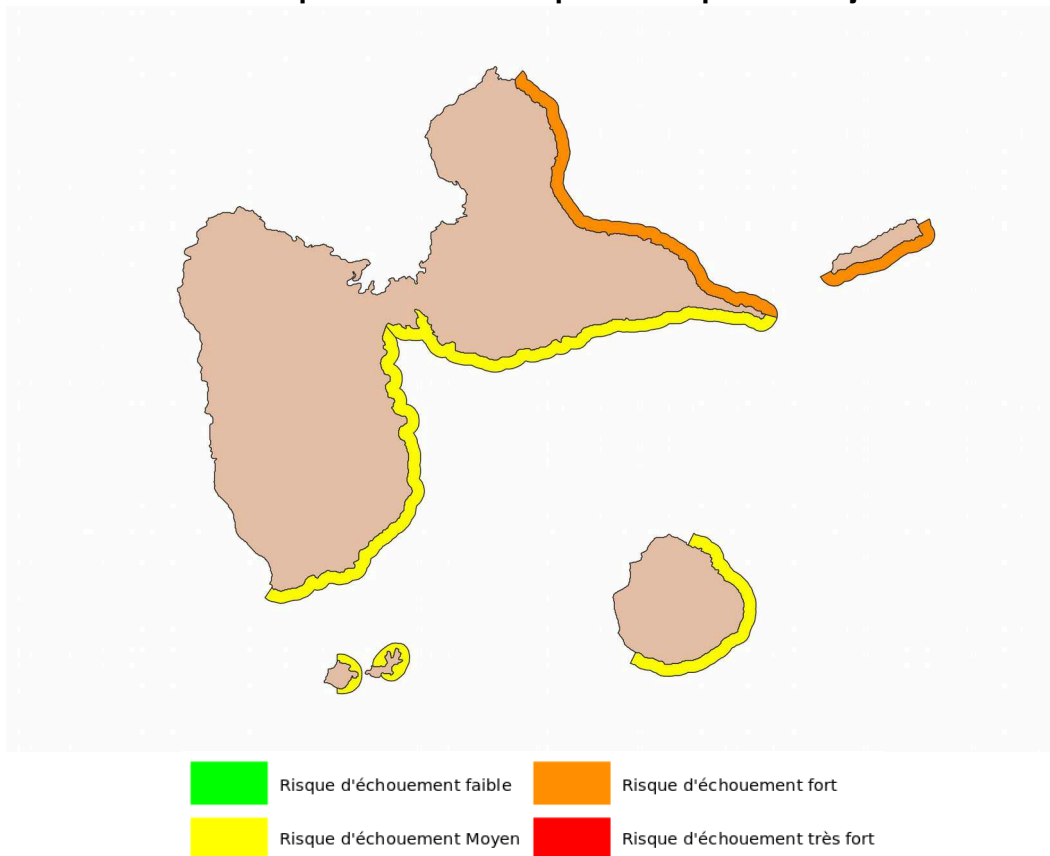 Risque d'échouement faible
Risque d'échouement fort
Risque d'échouement Moyen
Risque d'échouement très fort